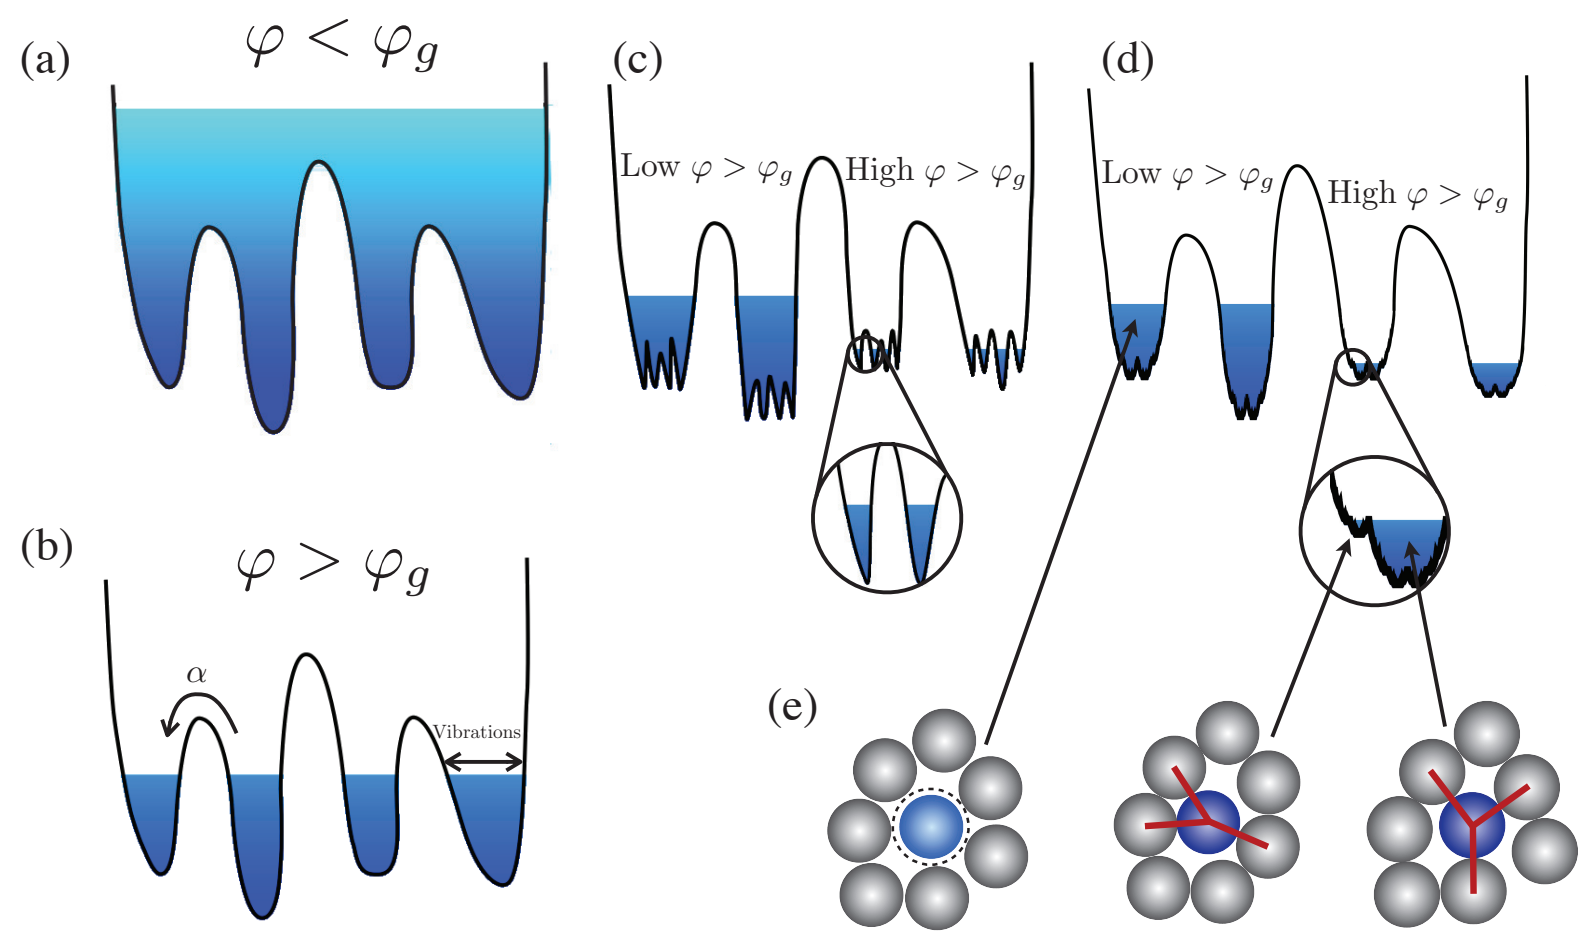 (a)
φ < φg
(c)
Low φ > φg
High φ > φg
(d)
Low φ > φg
High φ > φg
(b)
φ > φg
α
Vibrations
(e)